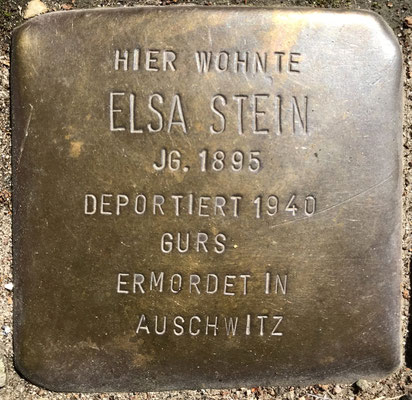 HIER WOHNTE
ELSA STEIN
JG. 1895
DEPORTIERT 1940
GURS
ERMORDET IN
AUSCHWITZ